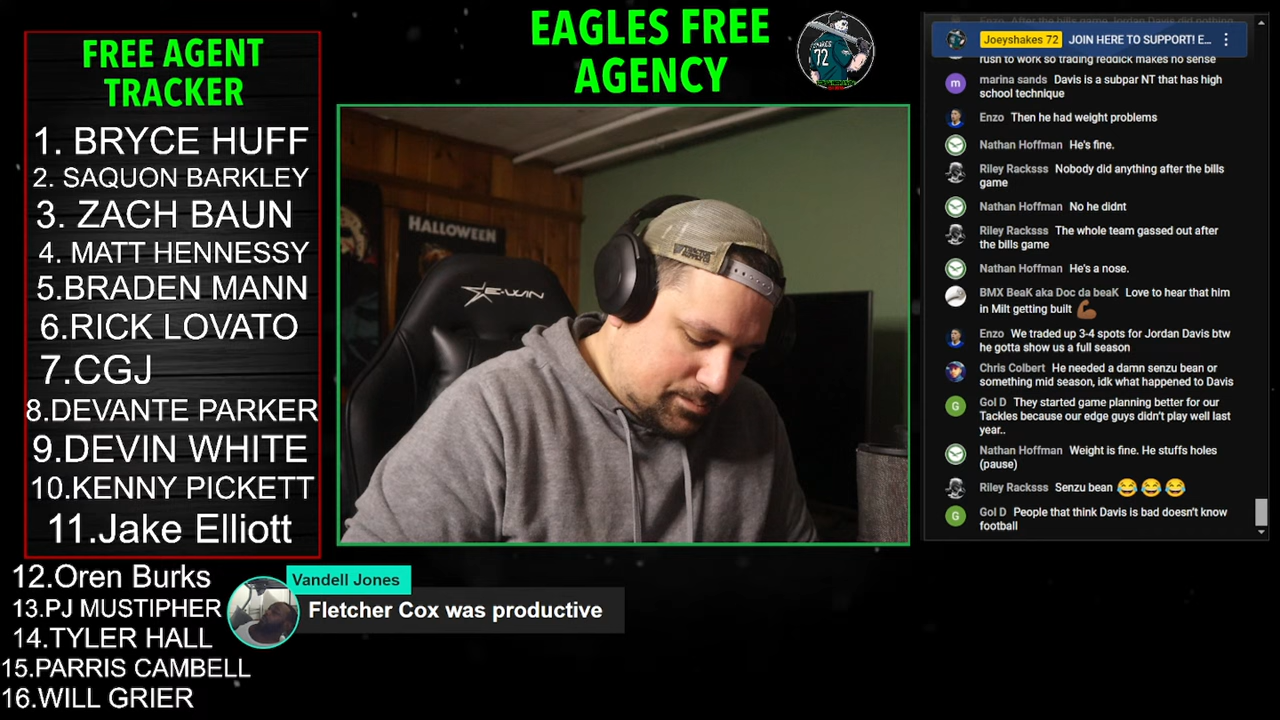 FREE AGENT
TRACKER
1. BRYCE HUFF
2. SAQUON BARKLEY
3. ZACH BAUN
4. MATT HENNESSY
5.BRADEN MANN
6.RICK LOVATO
7.CGJ
8.DEVANTE PARKER
9.DEVIN WHITE
10.KENNY PICKETT
11.Jake Elliott
12.Oren Burks
13.PJ MUSTIPHER
14.TYLER HALL
15.PARRIS CAMBELL
16.WILL GRIER
EAGLES FREE
AGENCY
72
HALLOWEEN
E-WIN
Vandell Jones
Fletcher Cox was productive
Joeyshakes 72 JOIN HERE TO SUPPORT! E...
rush to work so trading reddick makes no sense
marina sands Davis is a subpar NT that has high
school technique
Enzo Then he had weight problems
Nathan Hoffman He's fine.
Riley Racksss Nobody did anything after the bills
game
Nathan Hoffman No he didnt
Riley Racksss The whole team gassed out after
the bills game
Nathan Hoffman He's a nose.
BMX BeaK aka Doc da beaK Love to hear that him
in Milt getting built 💪🏾
Enzo We traded up 3-4 spots for Jordan Davis btw
he gotta show us a full season
Chris Colbert He needed a damn senzu bean or
something mid season, idk what happened to Davis
Gol D They started game planning better for our
Tackles because our edge guys didn't play well last
year..
Nathan Hoffman Weight is fine. He stuffs holes
(pause)
Riley Racksss Senzu bean 😂😂😂
Gol D People that think Davis is bad doesn't know
football